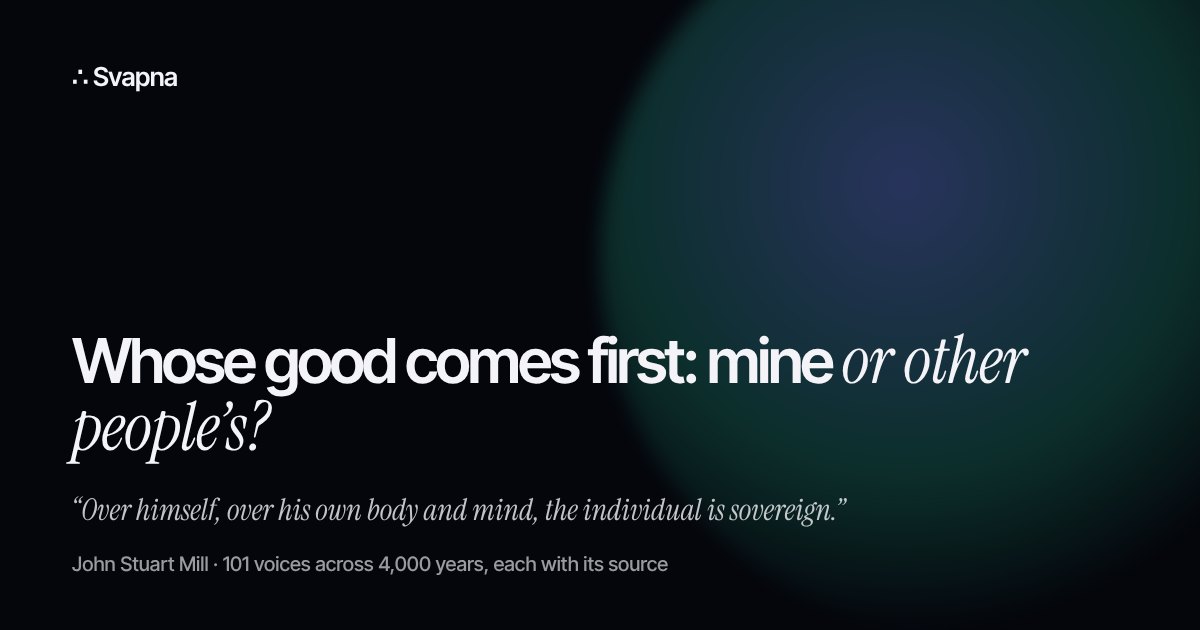 ∴ Svapna
Whose good comes first: mine or other
people’s?
“Over himself, over his own body and mind, the individual is sovereign.”
John Stuart Mill · 101 voices across 4,000 years, each with its source